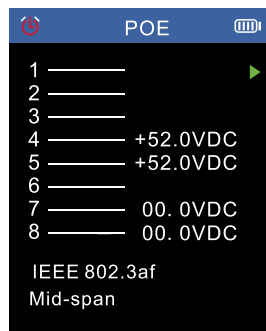 POE
1
2
3
4 +52.0VDC
5 +52.0VDC
6
7 00. 0VDC
8 00. 0VDC
IEEE 802.3af
Mid-span